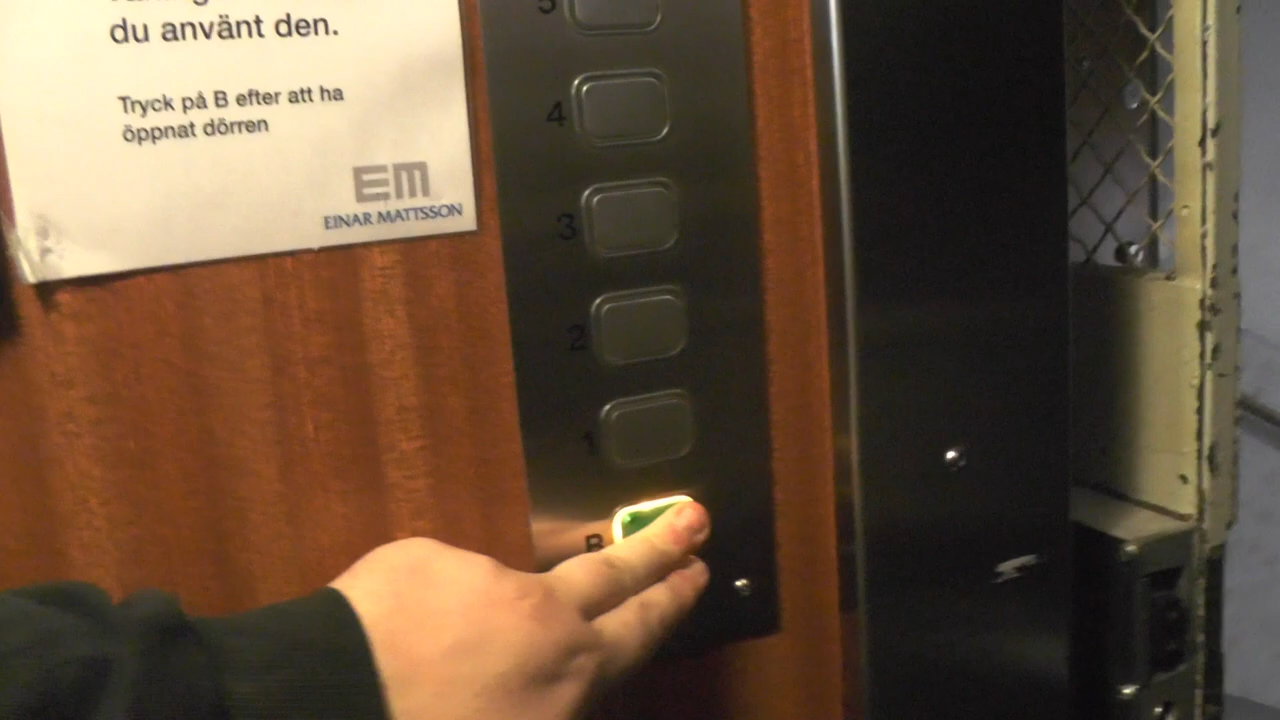 du använt den.
Tryck på B efter att ha
öppnat dörren
EM
EINAR MATTSSON
5
4
3
2
1
B